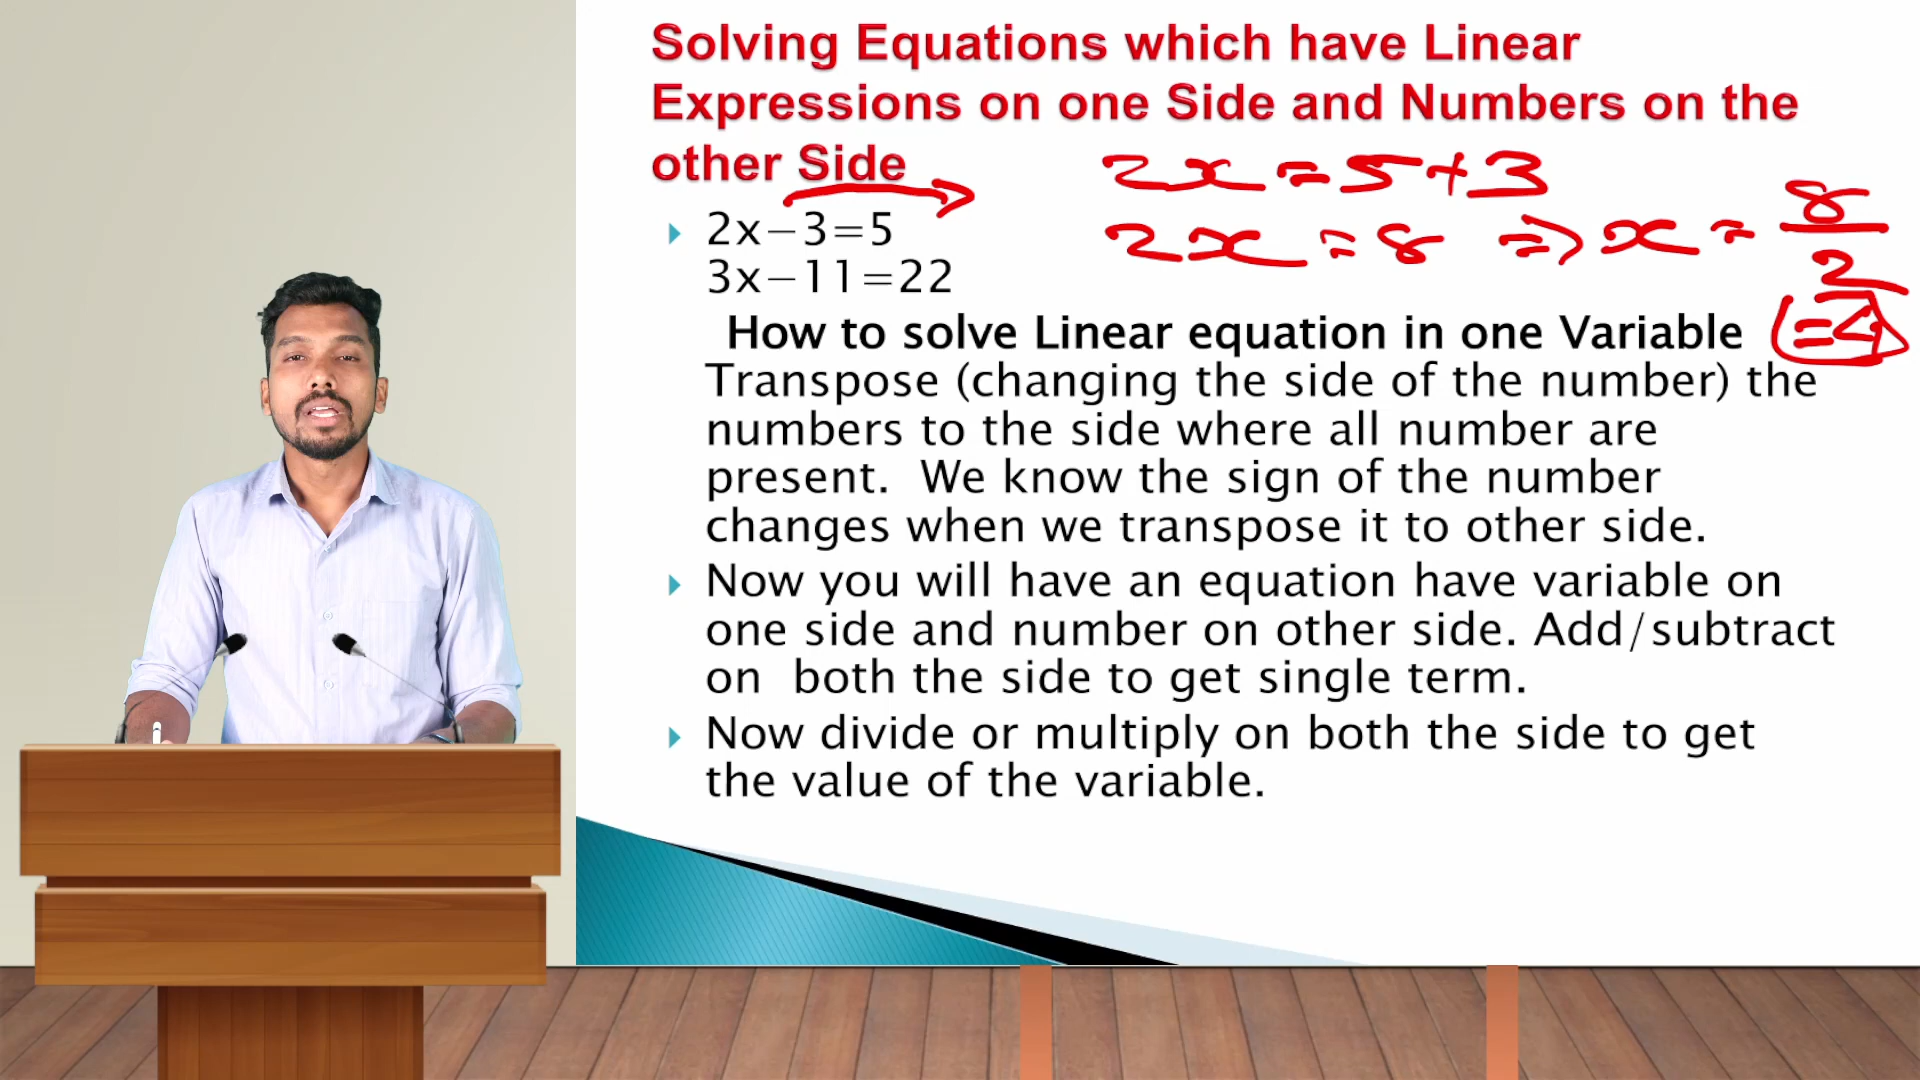 Solving Equations which have Linear
Expressions on one Side and Numbers on the
other Side
2x=5+3
2x-3=5
2x=8 ⇒ x=8/2
3x-11=22
=4
How to solve Linear equation in one Variable
Transpose (changing the side of the number) the
numbers to the side where all number are
present. We know the sign of the number
changes when we transpose it to other side.
Now you will have an equation have variable on
one side and number on other side. Add/subtract
on both the side to get single term.
Now divide or multiply on both the side to get
the value of the variable.